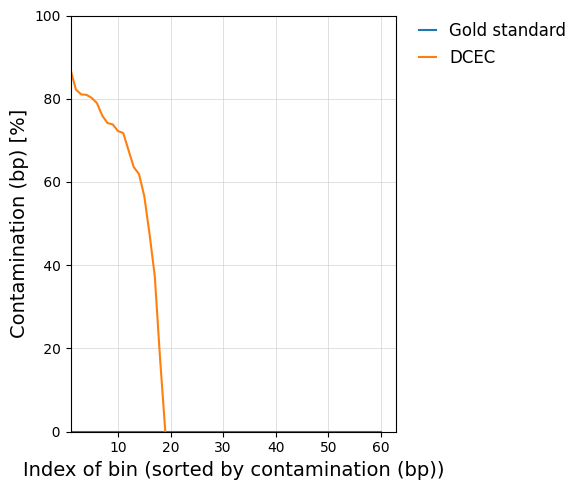 Gold standard
DCEC
Contamination (bp) [%]
100
80
60
40
20
0
10 20 30 40 50 60
Index of bin (sorted by contamination (bp))